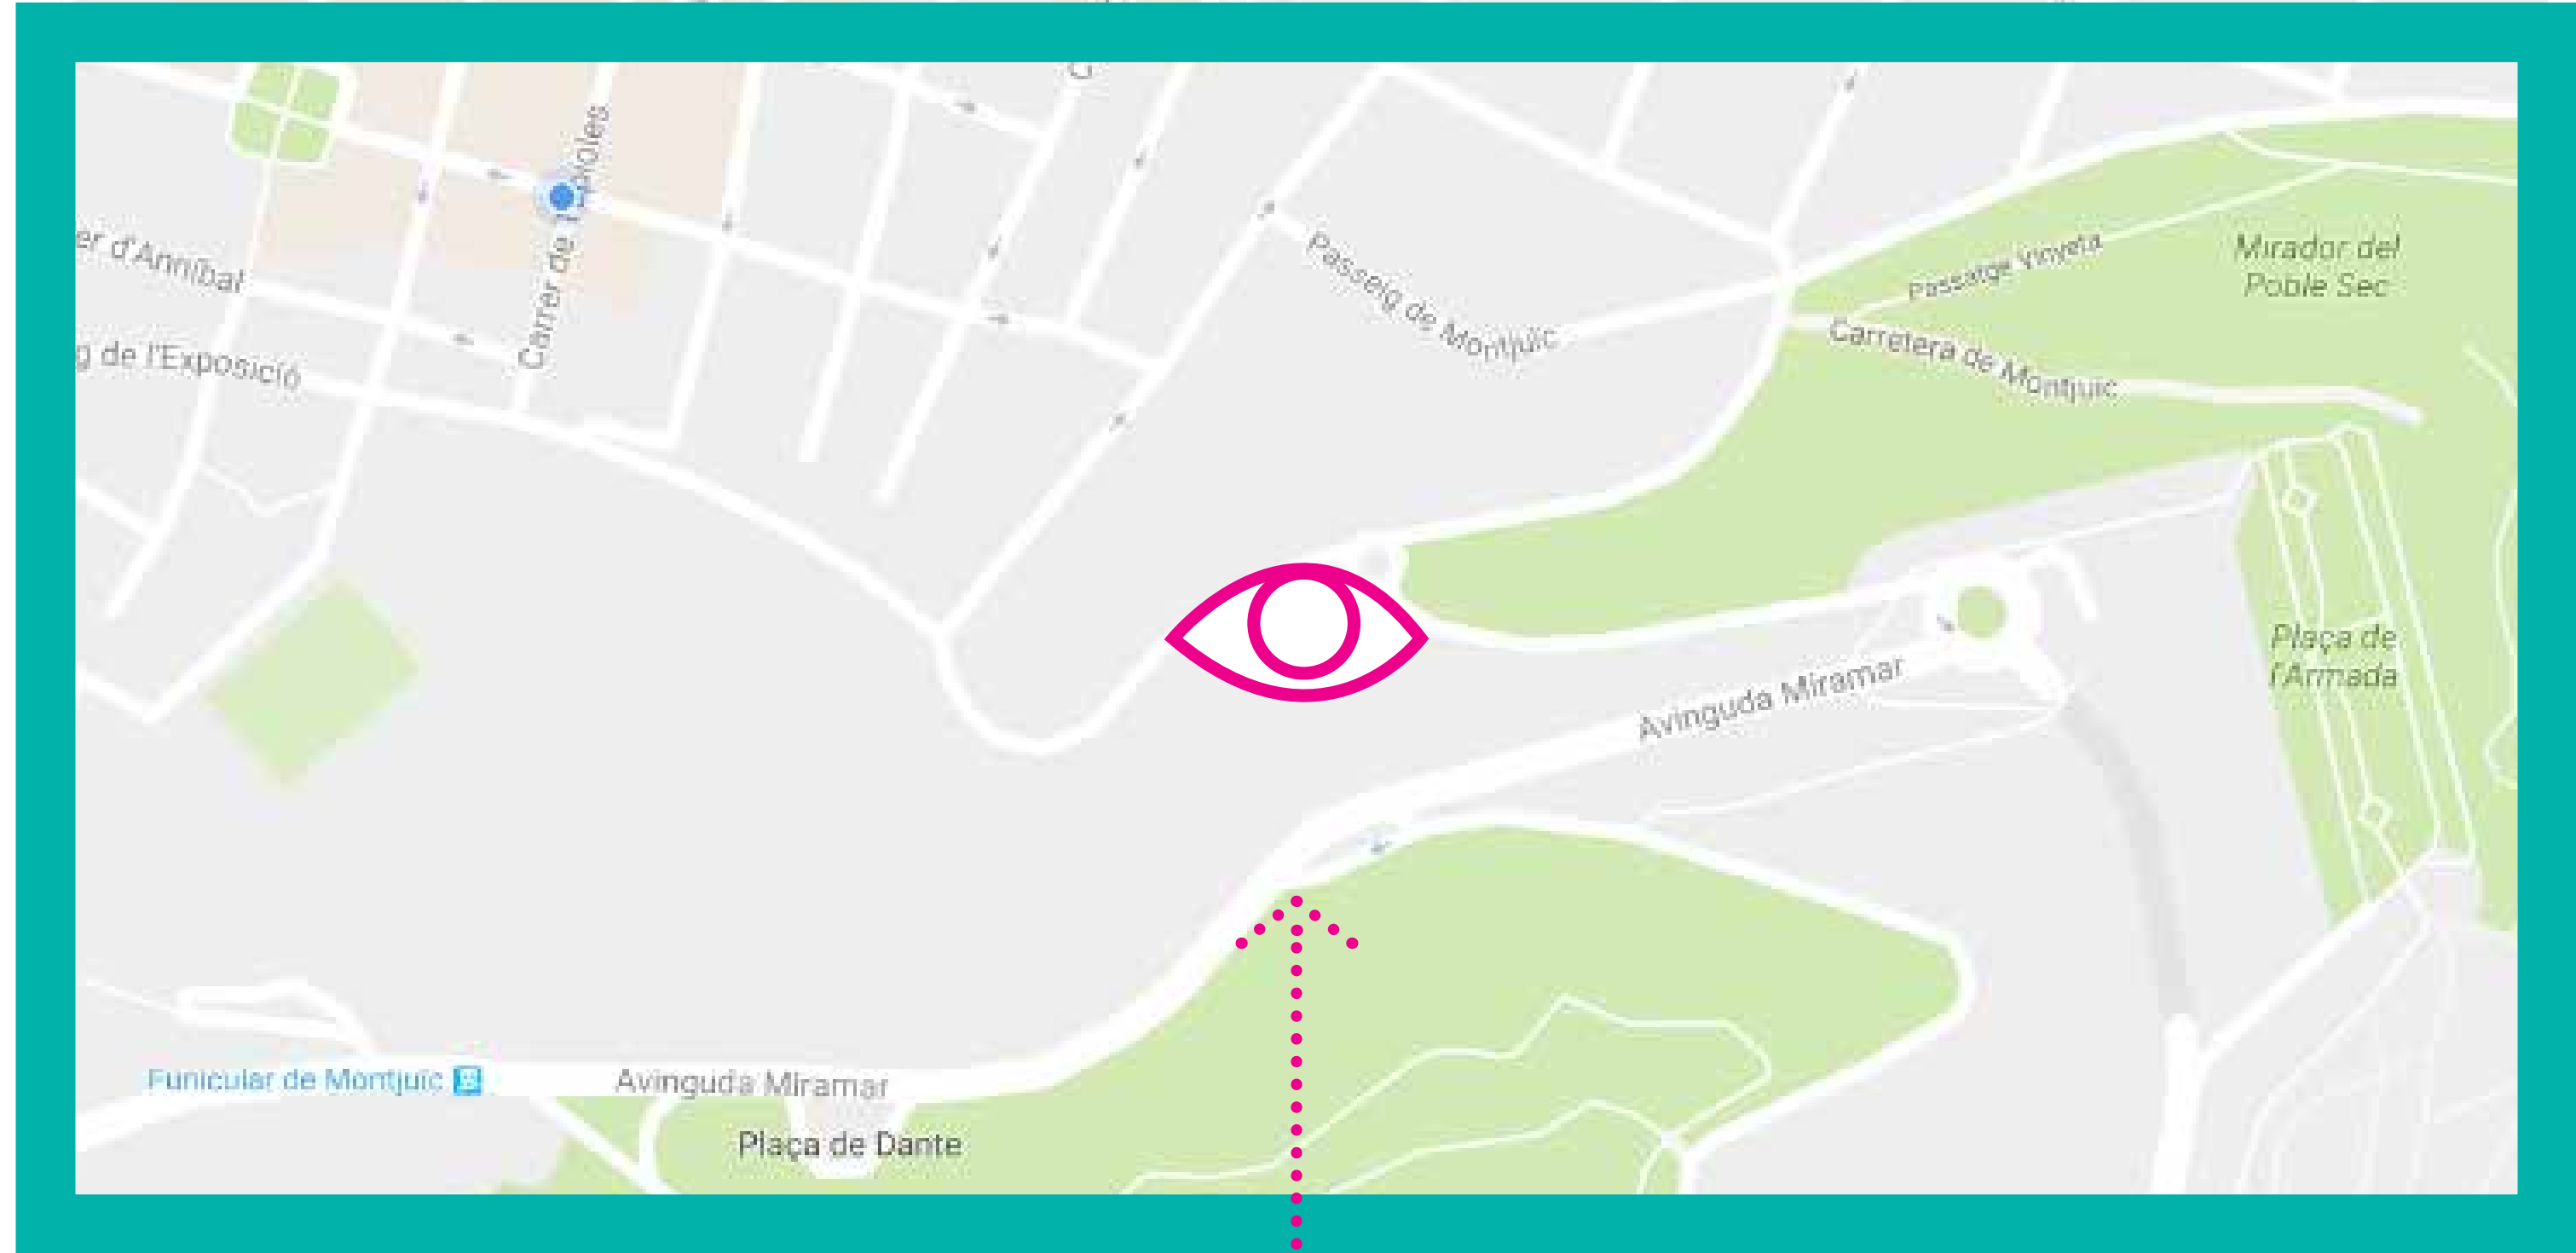 Carrer de l
oles
er d'Anníbal
g de l'Exposició
Passeig de Montjuïc
Passatge Vinyeta
Mirador del
Poble Sec
Carretera de Montjuïc
Plaça de
l'Armada
Avinguda Miramar
Funicular de Montjuïc
Avinguda Miramar
Plaça de Dante